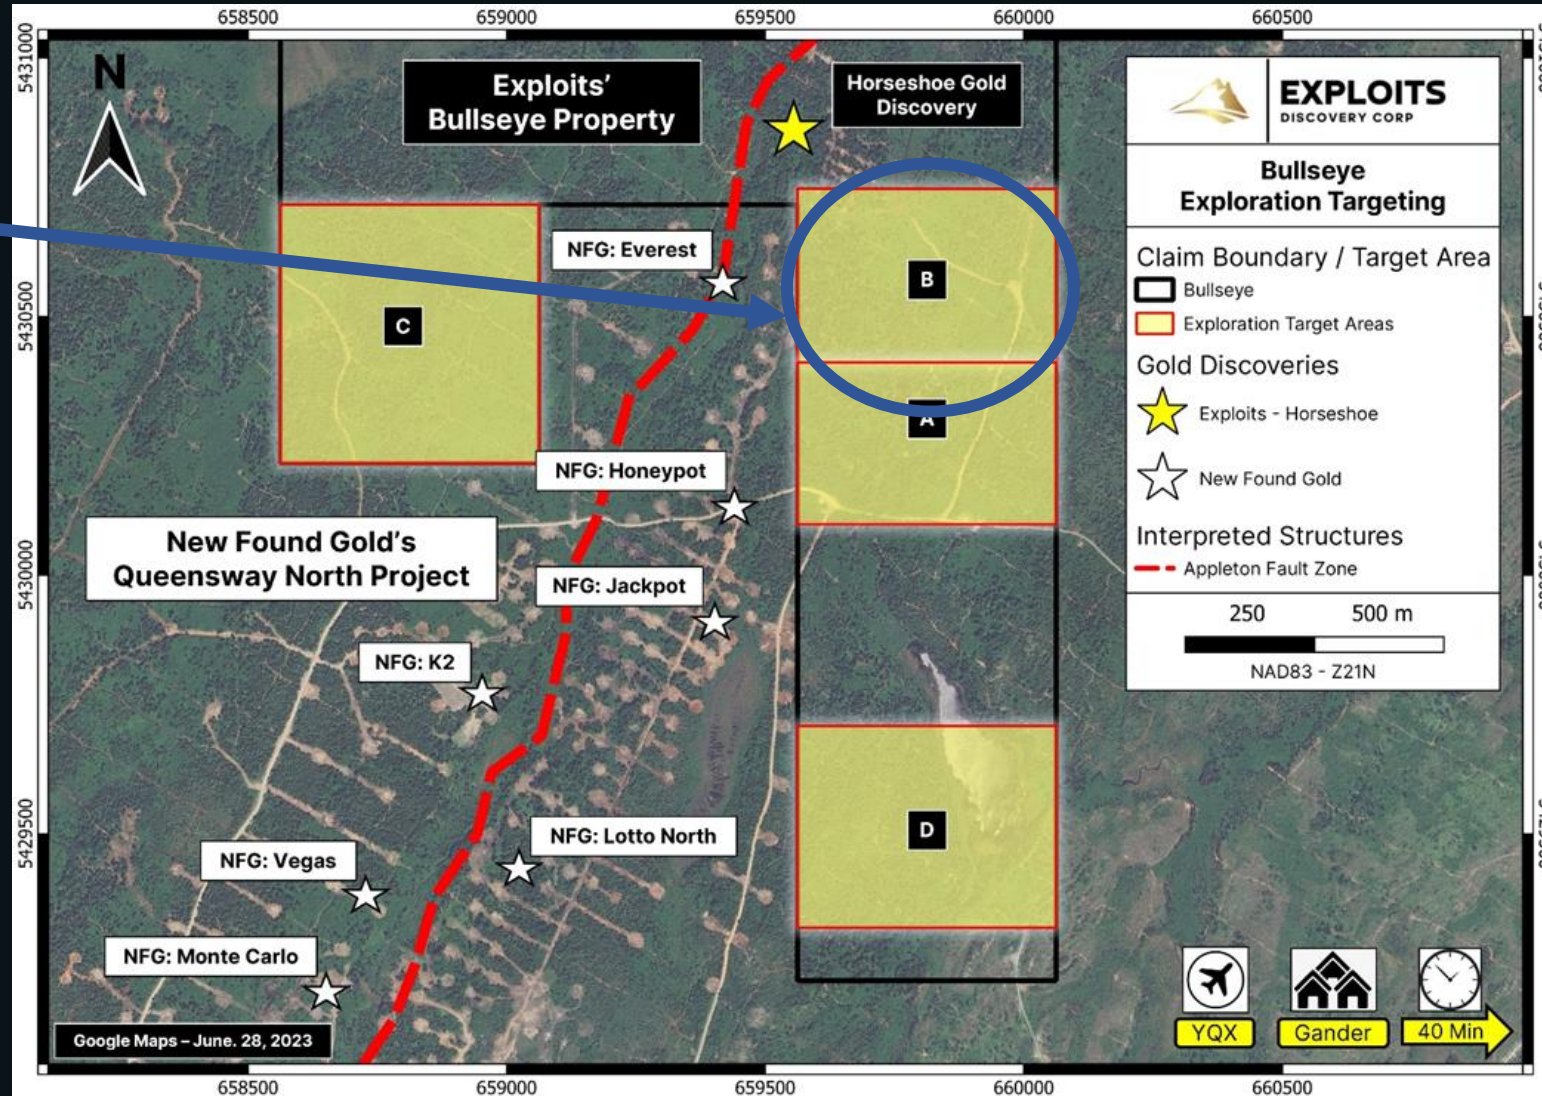 658500
659000
659500
660000
660500
5431000
5430500
5430000
5429500
N
Exploits'
Bullseye Property
Horseshoe Gold
Discovery
NFG: Everest
B
C
A
NFG: Honeypot
New Found Gold's
Queensway North Project
NFG: Jackpot
NFG: K2
D
NFG: Lotto North
NFG: Vegas
NFG: Monte Carlo
Google Maps – June. 28, 2023
EXPLOITS
DISCOVERY CORP
Bullseye
Exploration Targeting
Claim Boundary / Target Area
Bullseye
Exploration Target Areas
Gold Discoveries
Exploits - Horseshoe
New Found Gold
Interpreted Structures
Appleton Fault Zone
250 500 m
NAD83 - Z21N
YQX
Gander
40 Min
658500
659000
659500
660000
660500